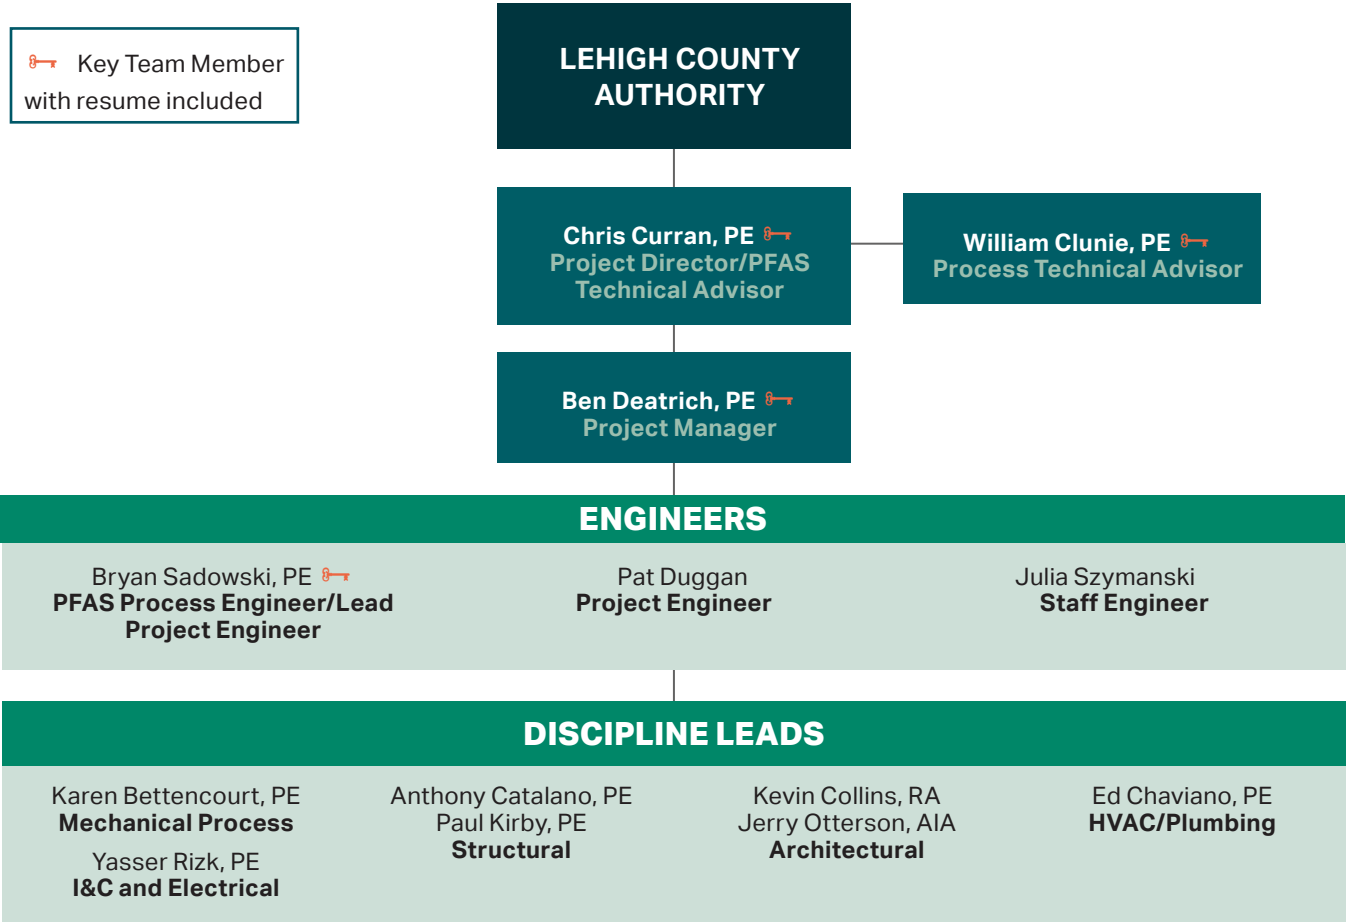 Key Team Member
with resume included
LEHIGH COUNTY
AUTHORITY
Chris Curran, PE
Project Director/PFAS
Technical Advisor
William Clunie, PE
Process Technical Advisor
Ben Deatrich, PE
Project Manager
ENGINEERS
Bryan Sadowski, PE
PFAS Process Engineer/Lead
Project Engineer
Pat Duggan
Project Engineer
Julia Szymanski
Staff Engineer
DISCIPLINE LEADS
Karen Bettencourt, PE
Mechanical Process
Yasser Rizk, PE
I&C and Electrical
Anthony Catalano, PE
Paul Kirby, PE
Structural
Kevin Collins, RA
Jerry Otterson, AIA
Architectural
Ed Chaviano, PE
HVAC/Plumbing